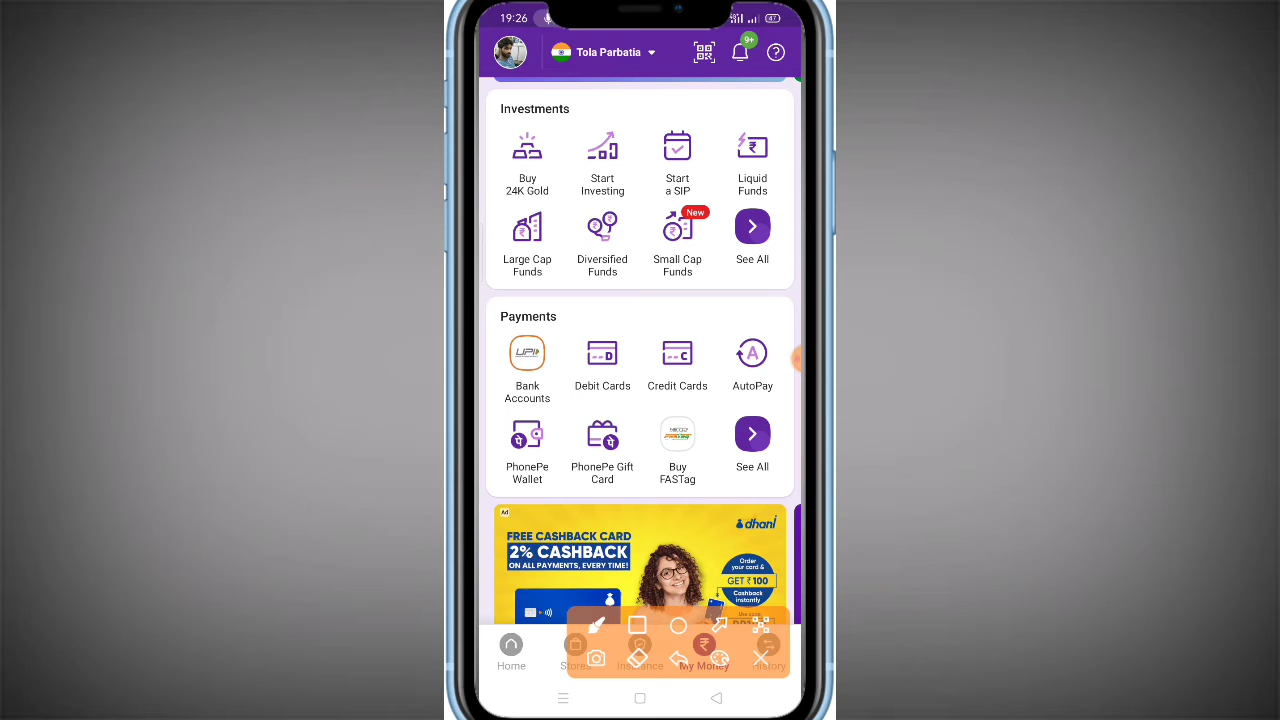 19:26
47
Tola Parbatia
9+
Investments
Buy
24K Gold
Start
Investing
Start
a SIP
Liquid
Funds
New
Large Cap
Funds
Diversified
Funds
Small Cap
Funds
See All
Payments
UPI
Bank
Accounts
D
Debit Cards
C
Credit Cards
A
AutoPay
PhonePe
Wallet
PhonePe Gift
Card
Buy
FASTag
See All
Ad
dhani
FREE CASHBACK CARD
2% CASHBACK
ON ALL PAYMENTS, EVERY TIME!
Order
your card &
GET ₹100
Cashback
instantly
Home
Stores
Insurance
My Money
History